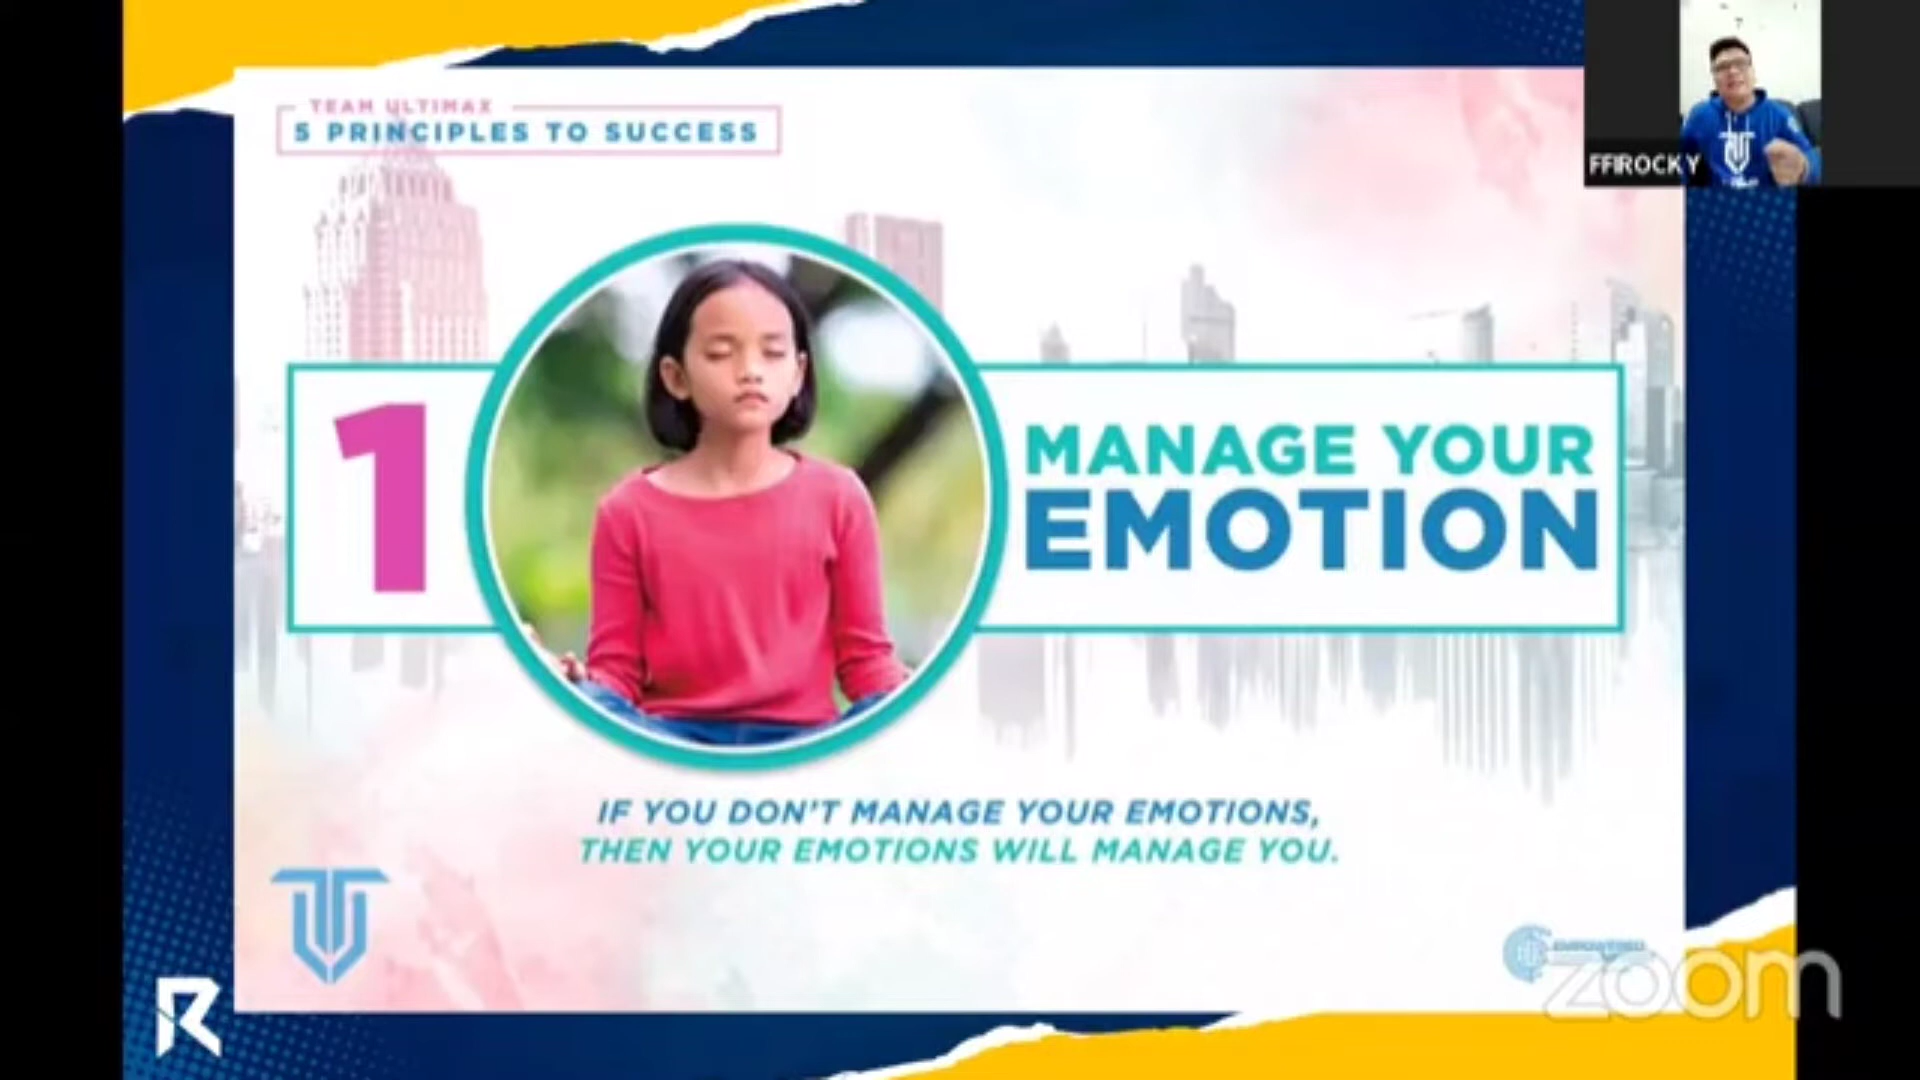 TEAM ULTIMAX
5 PRINCIPLES TO SUCCESS
FFIROCKY
1
MANAGE YOUR
EMOTION
IF YOU DON'T MANAGE YOUR EMOTIONS,
THEN YOUR EMOTIONS WILL MANAGE YOU.
EMPOWERED
zoom